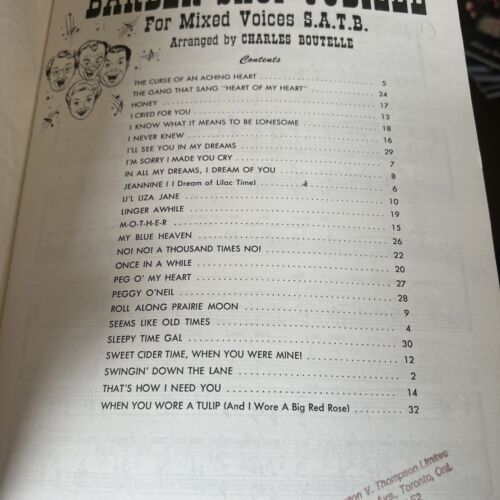 BARBER SHOP JUBILEE
For Mixed Voices S.A.T.B.
Arranged by CHARLES BOUTELLE
Contents
THE CURSE OF AN ACHING HEART 5
THE GANG THAT SANG "HEART OF MY HEART" 24
HONEY 17
I CRIED FOR YOU 13
I KNOW WHAT IT MEANS TO BE LONESOME 18
I NEVER KNEW 16
I'LL SEE YOU IN MY DREAMS 29
I'M SORRY I MADE YOU CRY 7
IN ALL MY DREAMS, I DREAM OF YOU 8
JEANNINE ( I Dream of Lilac Time) 6
LI'L LIZA JANE 10
LINGER AWHILE 19
M-O-T-H-E-R 15
MY BLUE HEAVEN 26
NO! NO! A THOUSAND TIMES NO! 22
ONCE IN A WHILE 20
PEG O' MY HEART 27
PEGGY O'NEIL 28
ROLL ALONG PRAIRIE MOON 9
SEEMS LIKE OLD TIMES 4
SLEEPY TIME GAL 30
SWEET CIDER TIME, WHEN YOU WERE MINE! 12
SWINGIN' DOWN THE LANE 2
THAT'S HOW I NEED YOU 14
WHEN YOU WORE A TULIP (And I Wore A Big Red Rose) 32
V. Thompson Limited
Ave., Toronto, Ont.